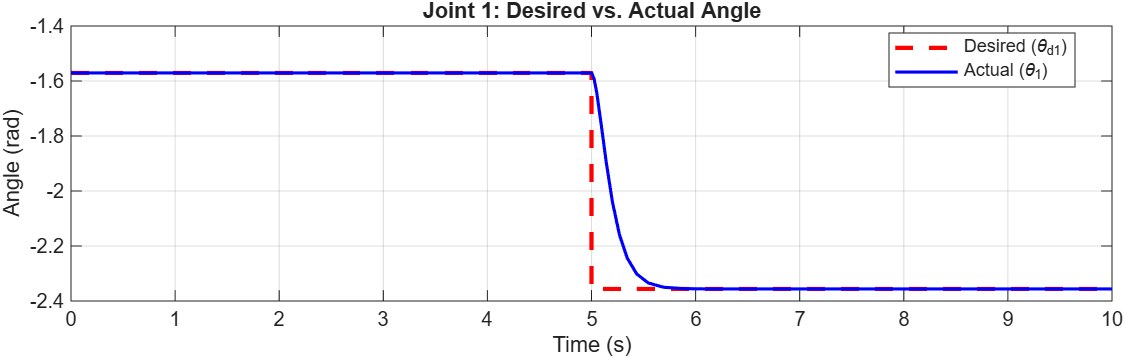 Joint 1: Desired vs. Actual Angle
Desired (θd1)
Actual (θ1)
Angle (rad)
-1.4
-1.6
-1.8
-2
-2.2
-2.4
0 1 2 3 4 5 6 7 8 9 10
Time (s)